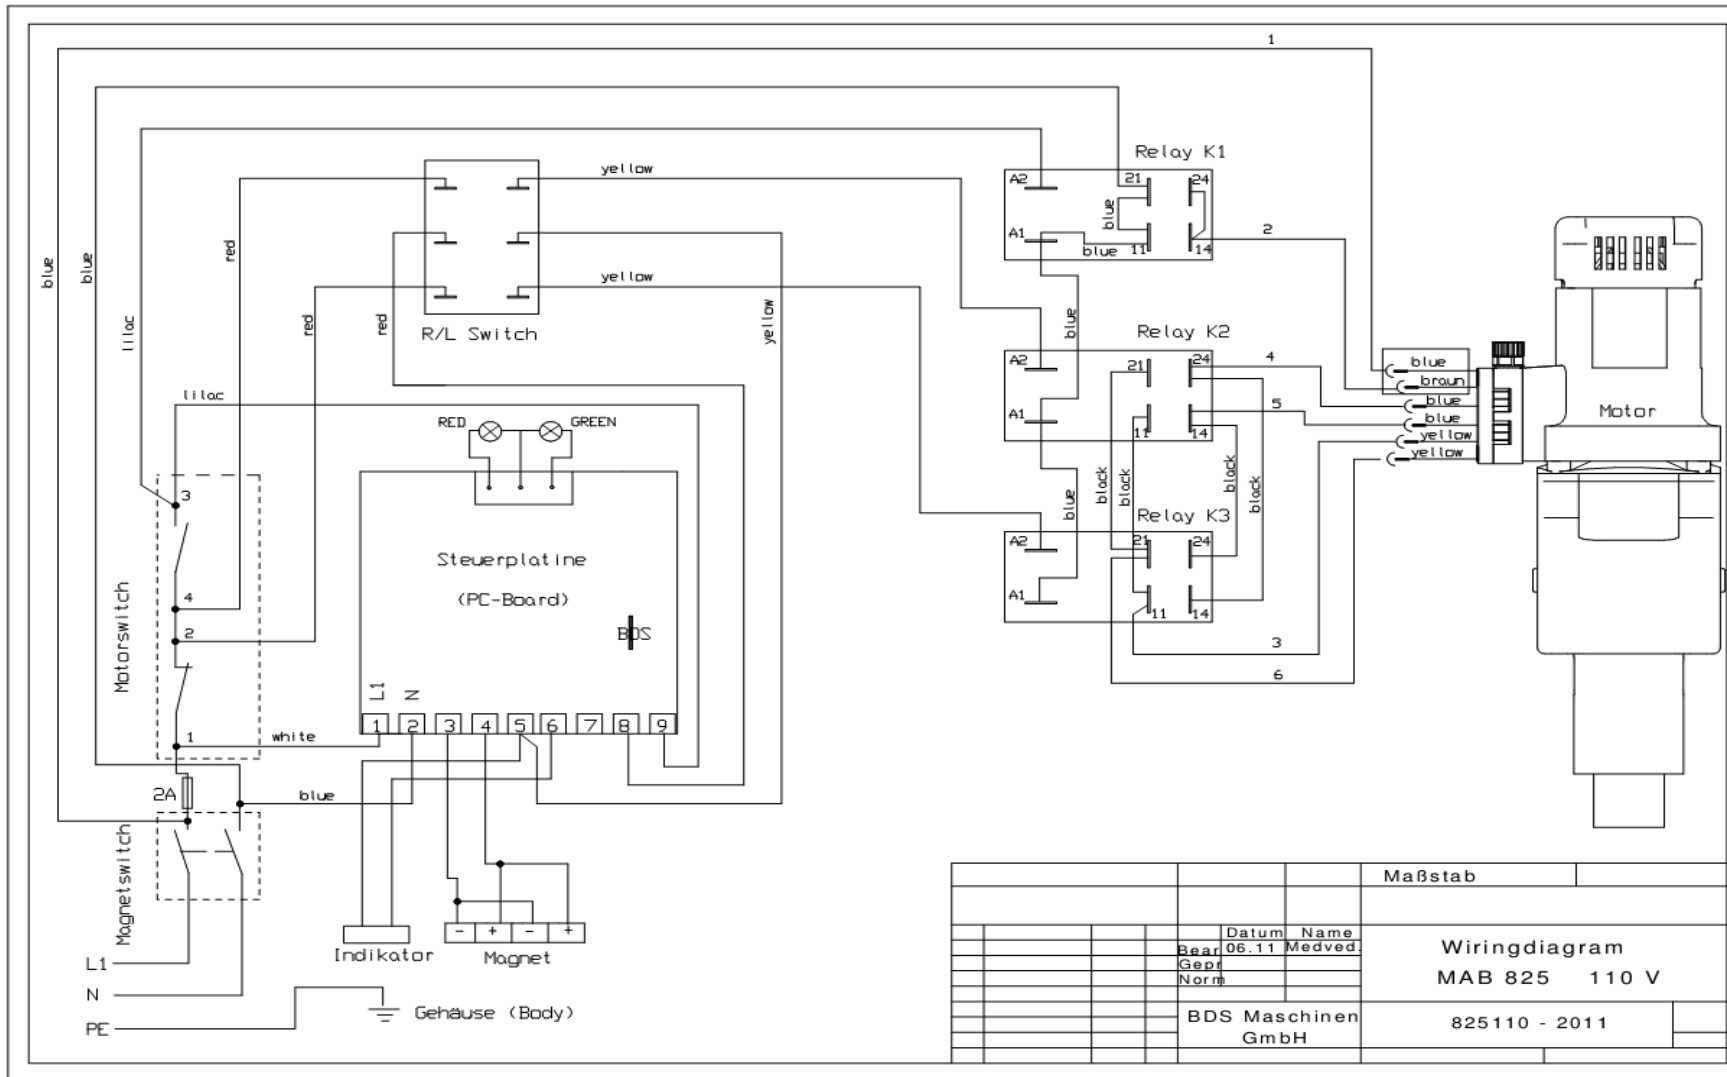 1
blue
blue
lilac
red
red
red
yellow
yellow
yellow
R/L Switch
Relay K1
A2
21
24
blue
A1
11
14
blue
2
blue
Relay K2
A2
21
24
4
A1
11
14
5
blue
black
black
black
black
Relay K3
A2
21
24
A1
11
14
3
6
blue
braun
blue
blue
yellow
yellow
Motor
lilac
RED
GREEN
Steuerplatine
(PC-Board)
BDS
L1
N
1 2 3 4 5 6 7 8 9
Motorswitch
3
4
2
1
white
2A
blue
Magnetswitch
L1
N
PE
Indikator
- + - +
Magnet
Gehäuse (Body)
Maßstab
Datum Name
Bear 06.11 Medved.
Gepr
Norm
Wiringdiagram
MAB 825 110 V
BDS Maschinen
GmbH
825110 - 2011